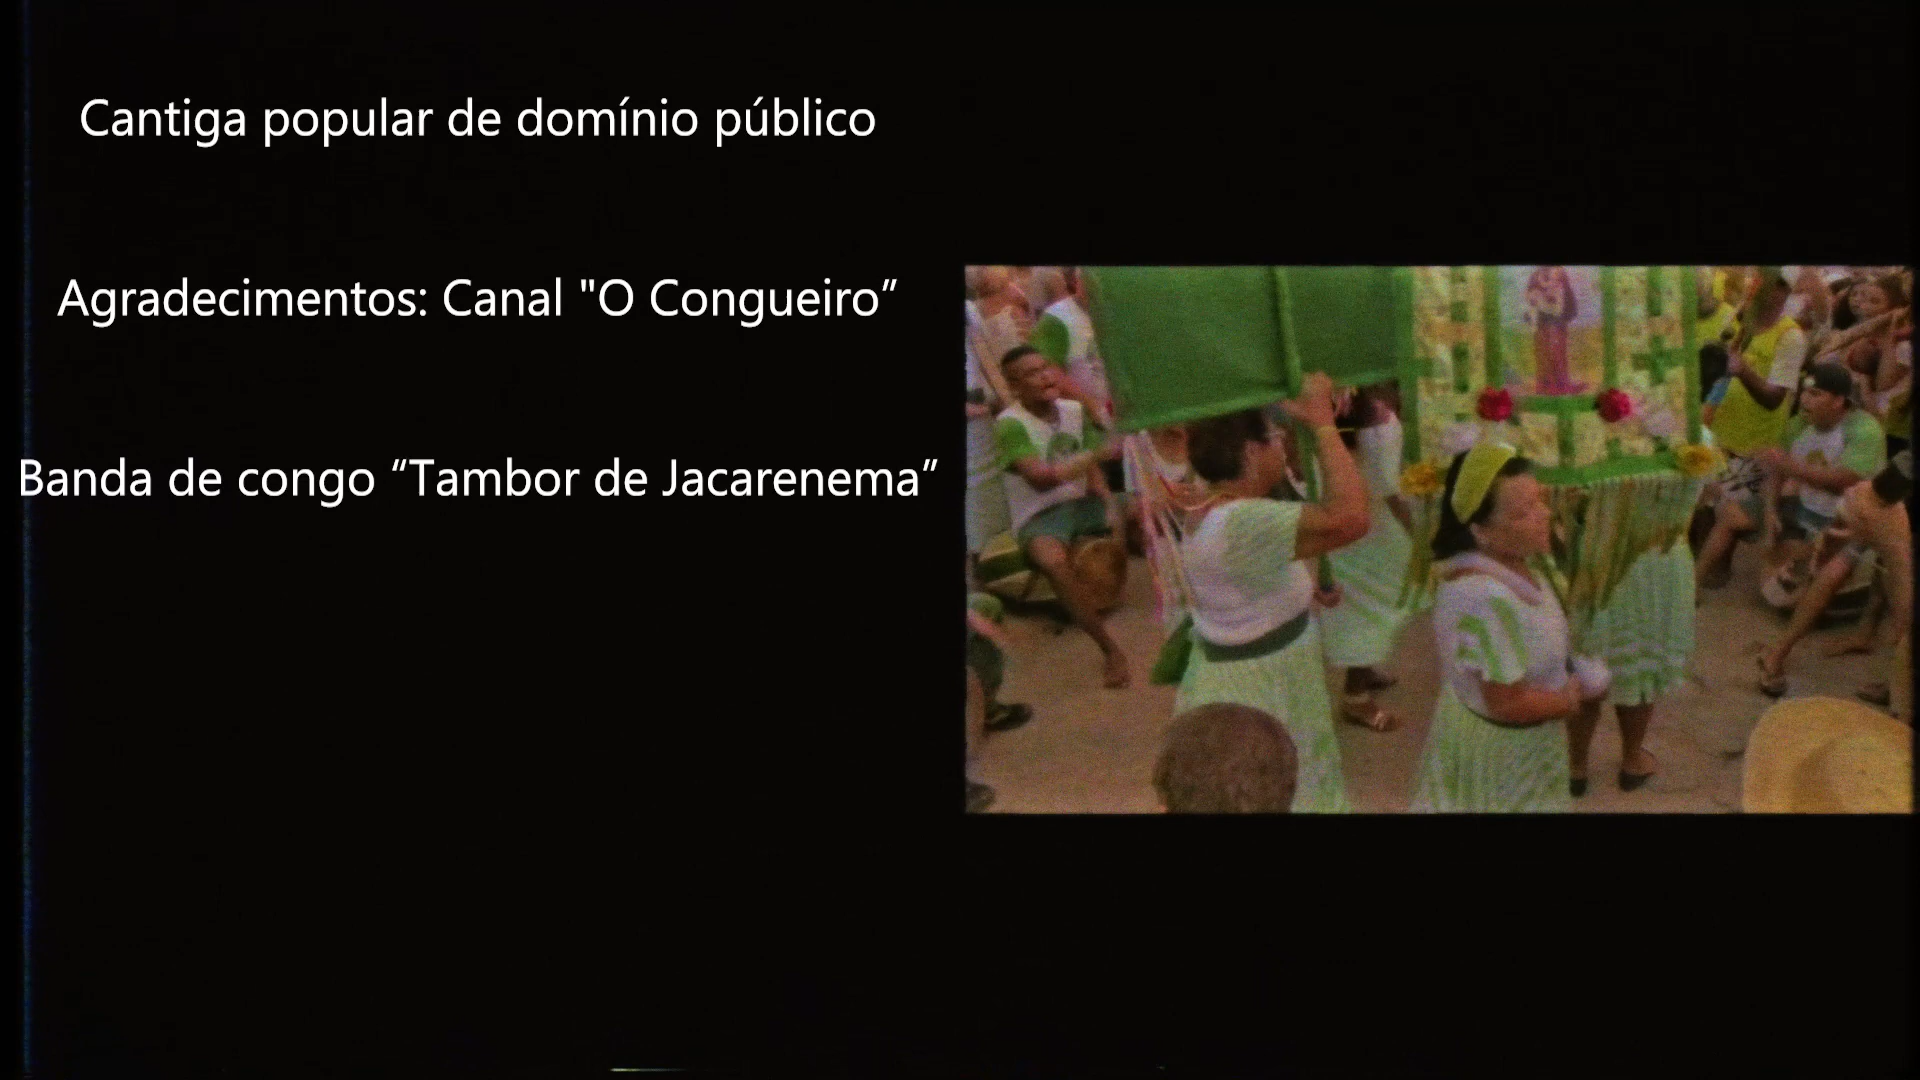 Cantiga popular de domínio público
Agradecimentos: Canal "O Congueiro”
Banda de congo “Tambor de Jacarenema”